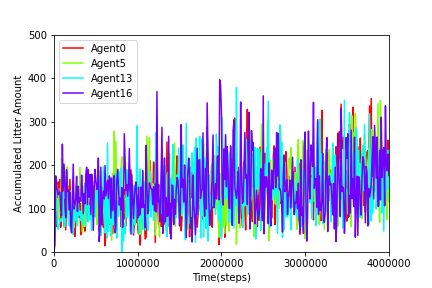 Accumulated Litter Amount
500
400
300
200
100
0
Agent0
Agent5
Agent13
Agent16
0 1000000 2000000 3000000 4000000
Time(steps)